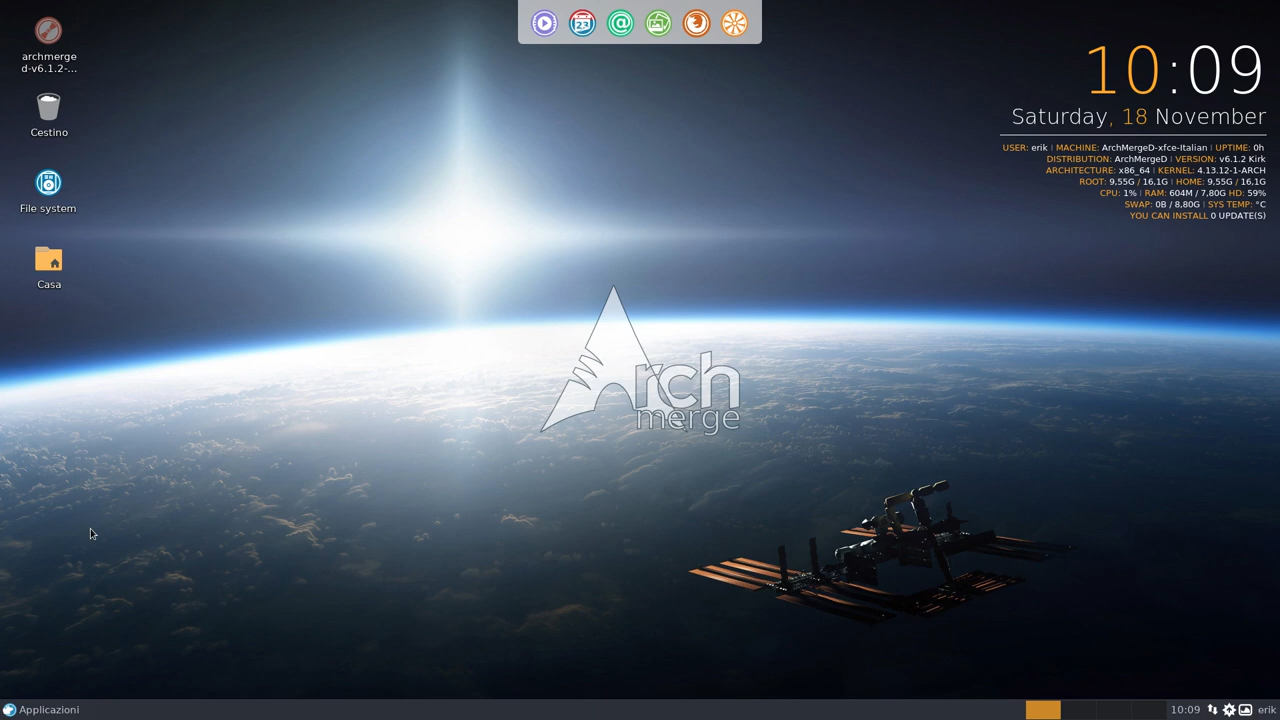 archmerge
d-v6.1.2-...
Cestino
File system
Casa
23
@
10:09
Saturday, 18 November
USER: erik | MACHINE: ArchMergeD-xfce-Italian | UPTIME: 0h
DISTRIBUTION: ArchMergeD | VERSION: v6.1.2 Kirk
ARCHITECTURE: x86_64 | KERNEL: 4.13.12-1-ARCH
ROOT: 9,55G / 16,1G | HOME: 9,55G / 16,1G
CPU: 1% | RAM: 604M / 7,80G HD: 59%
SWAP: 0B / 8,80G | SYS TEMP: °C
YOU CAN INSTALL 0 UPDATE(S)
Arch
merge
Applicazioni
10:09
erik